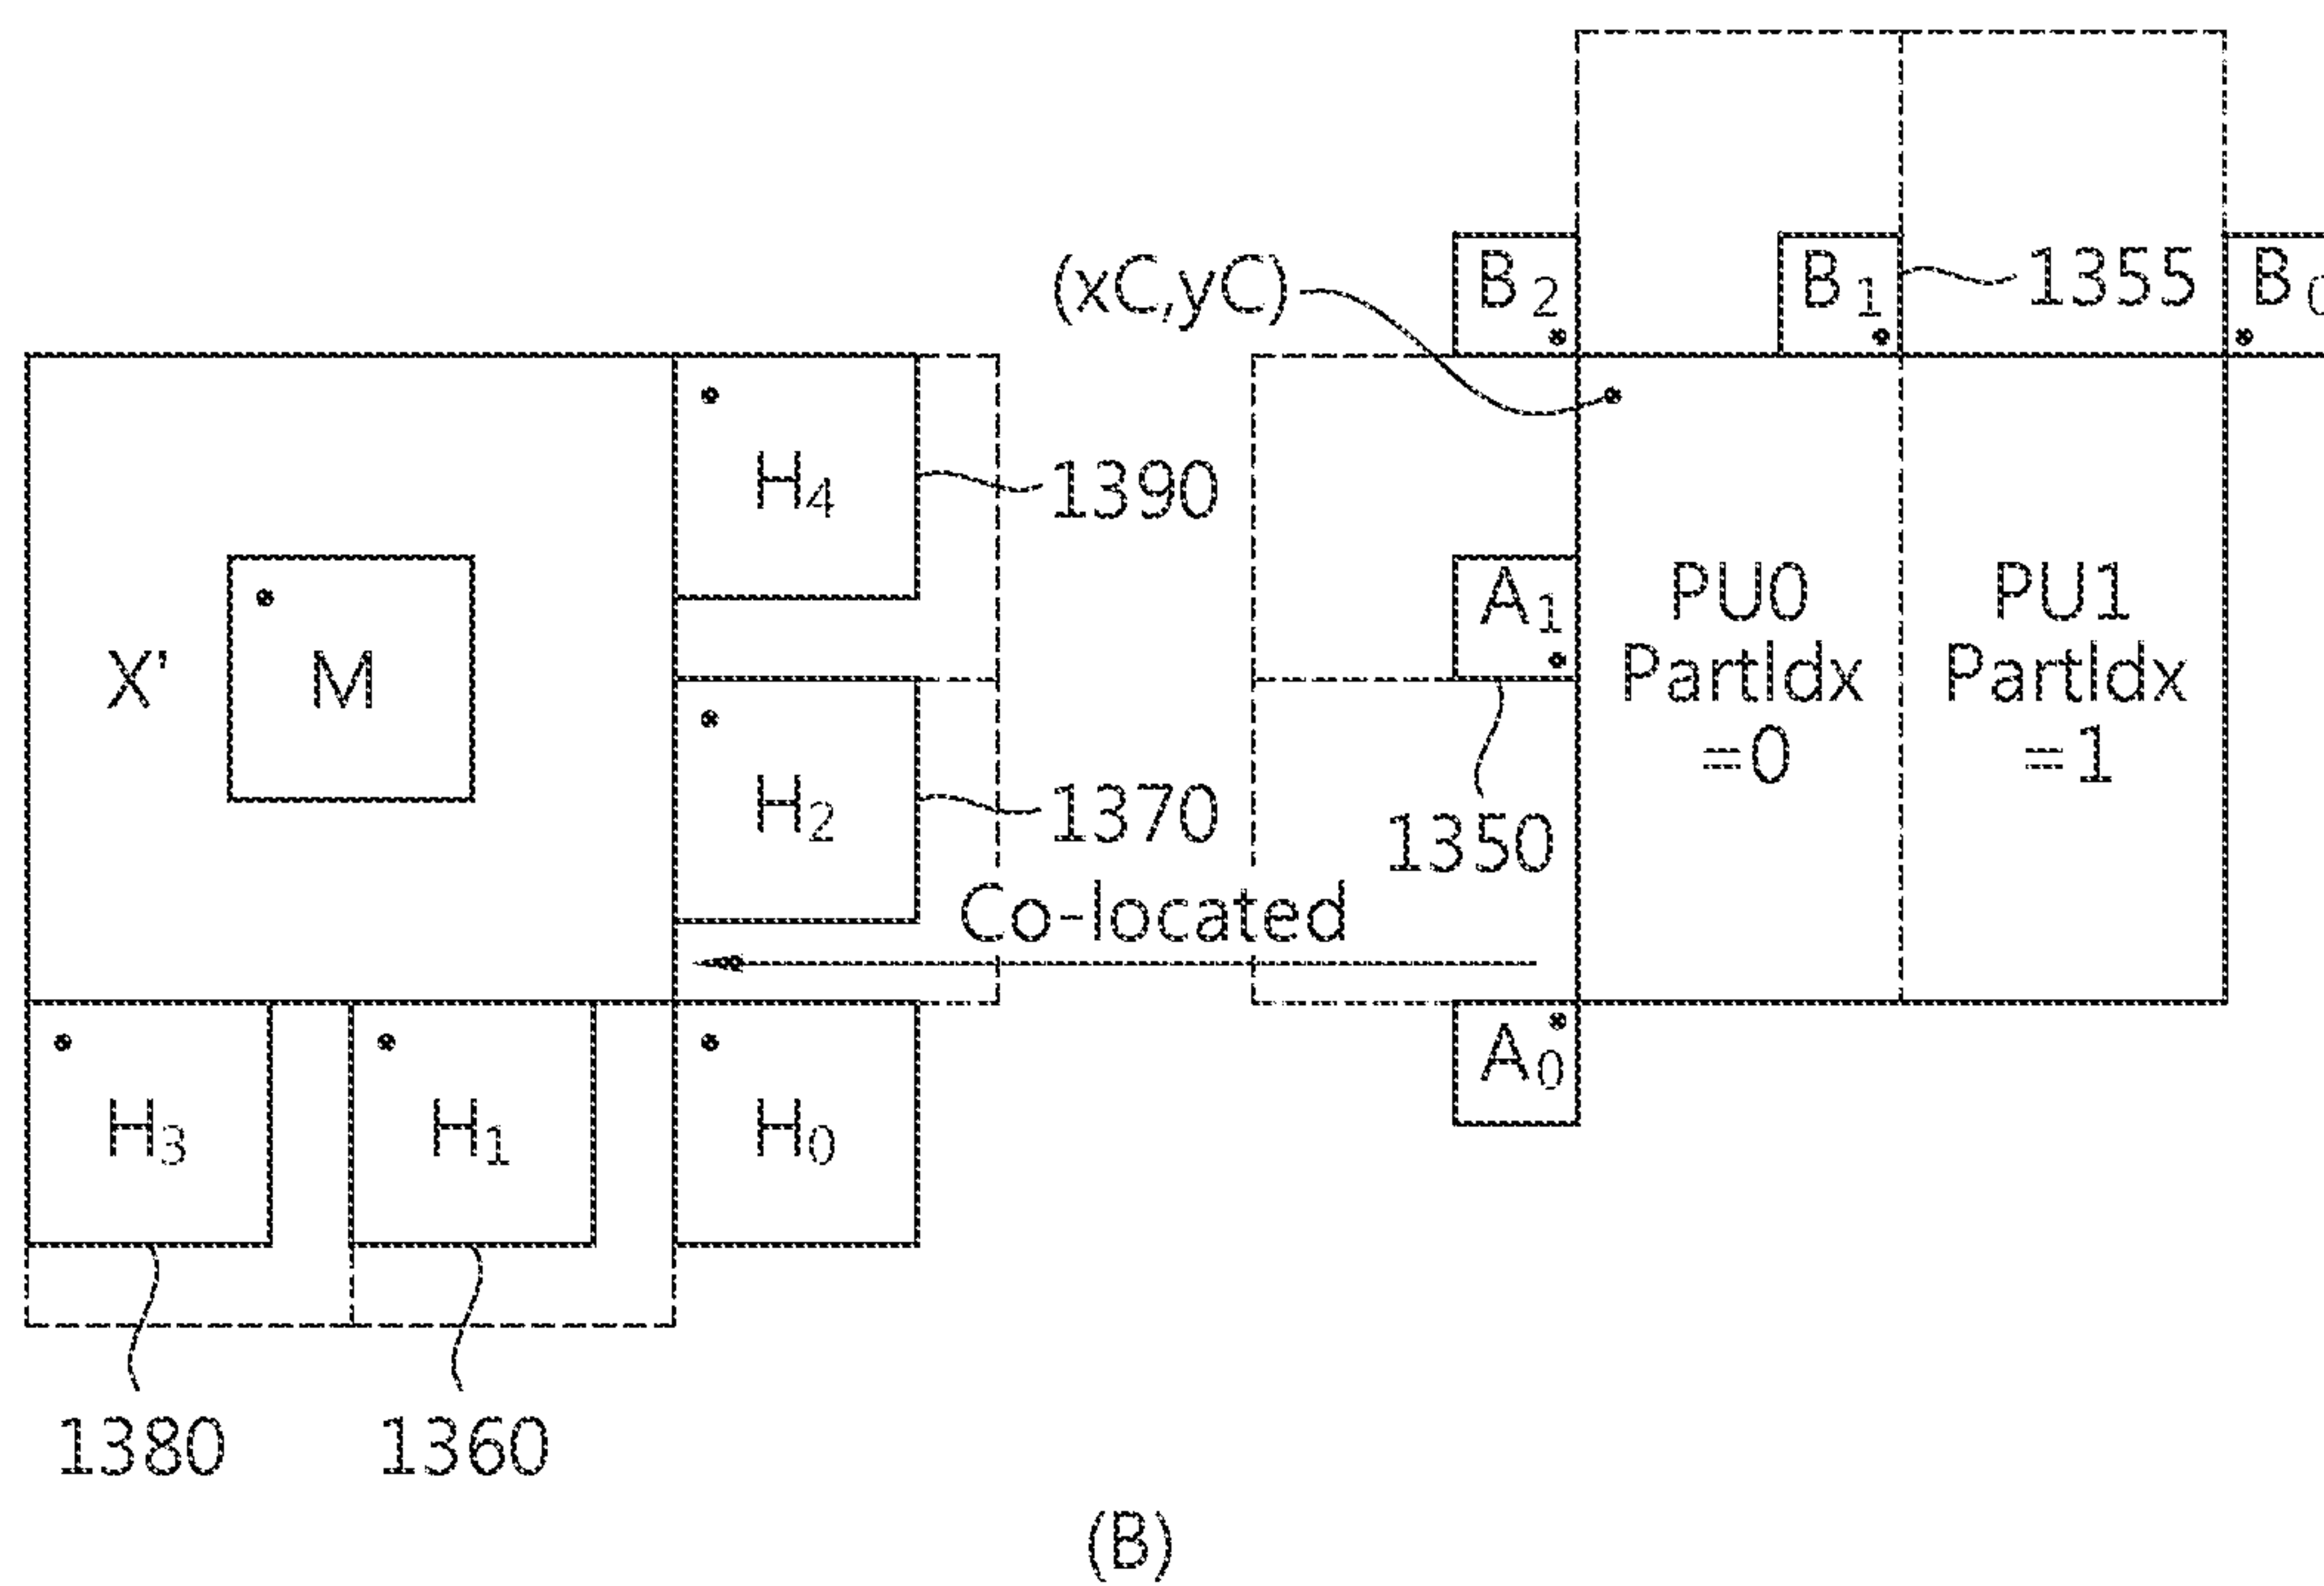 (xC,yC)
B2
B1
1355
B0
H4
1390
X'
M
A1
PU0
PartIdx
=0
PU1
PartIdx
=1
H2
1370
1350
Co-located
A0
H3
H1
H0
1380
1360
(B)